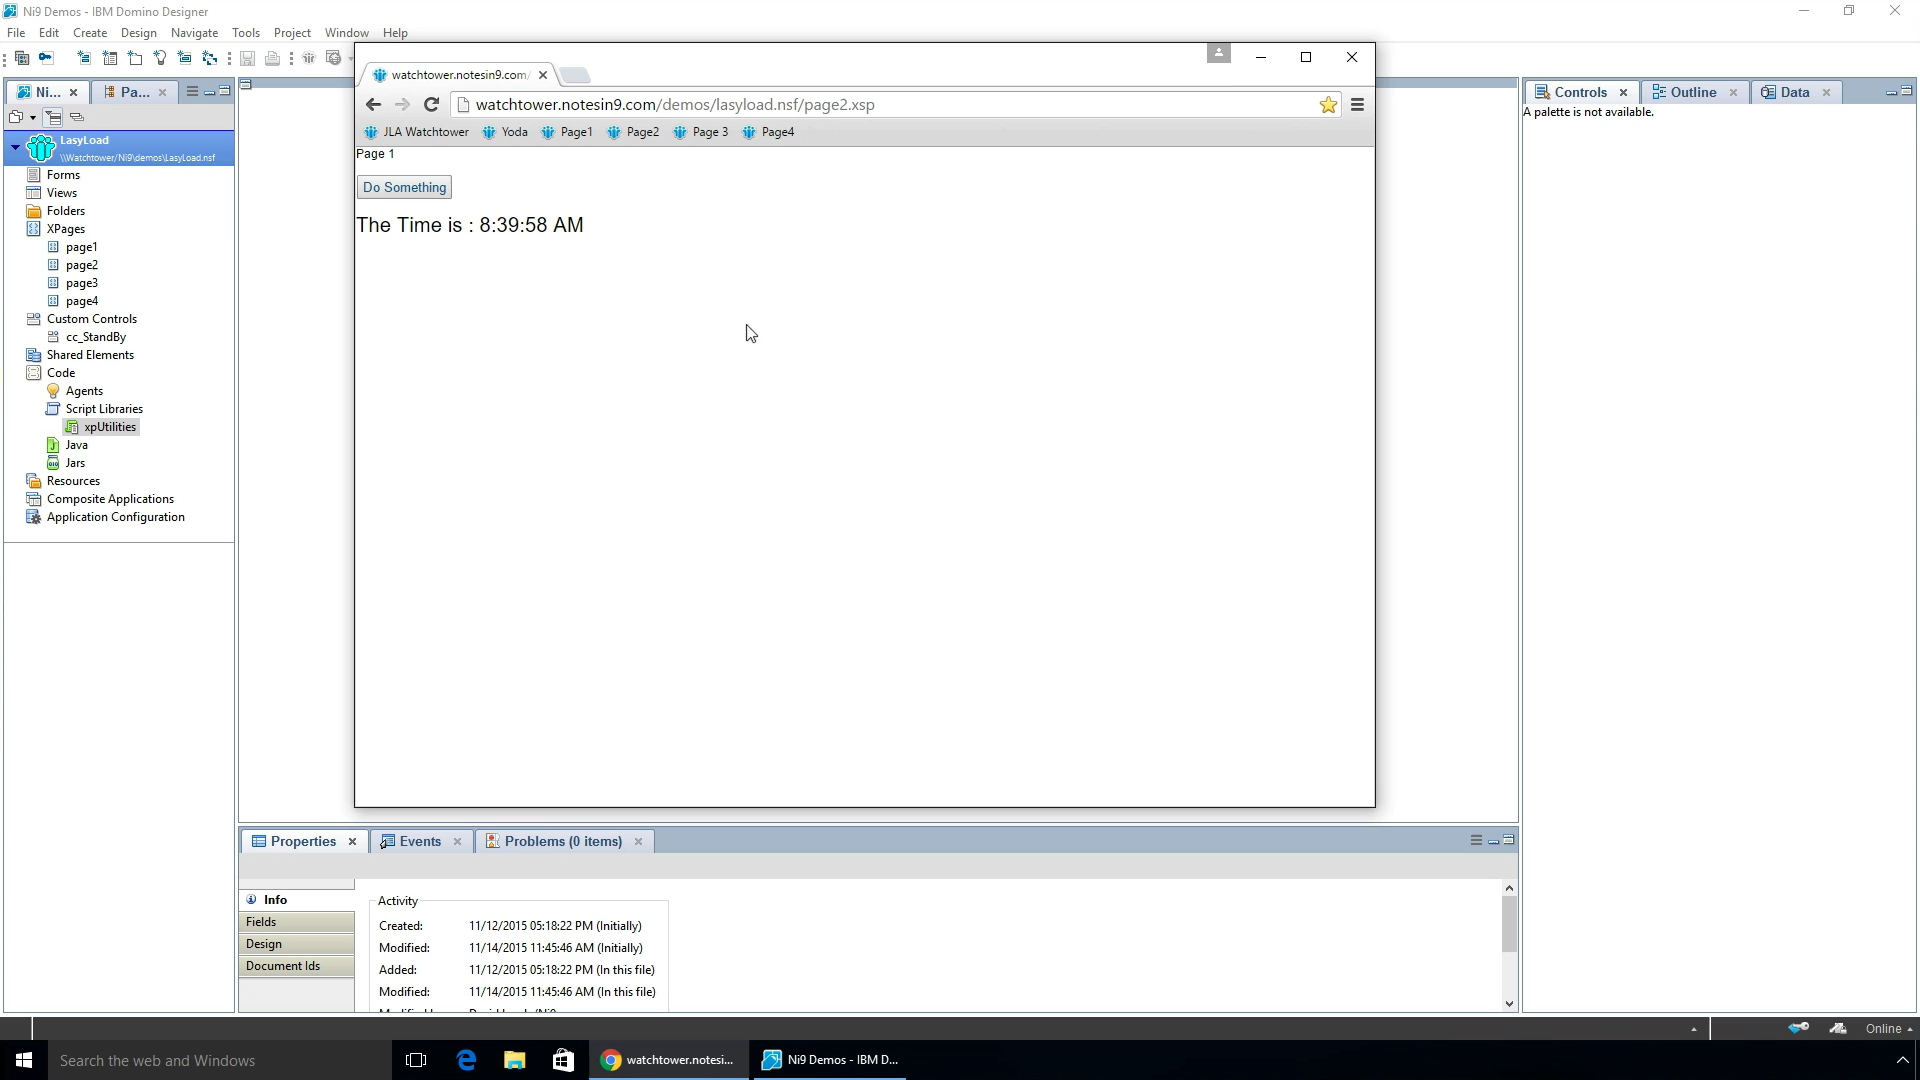 Ni9 Demos - IBM Domino Designer
File Edit Create Design Navigate Tools Project Window Help
Ni... Pa...
LasyLoad
\\Watchtower/Ni9\demos\LasyLoad.nsf
Forms
Views
Folders
XPages
page1
page2
page3
page4
Custom Controls
cc_StandBy
Shared Elements
Code
Agents
Script Libraries
xpUtilities
Java
Jars
Resources
Composite Applications
Application Configuration
watchtower.notesin9.com/
watchtower.notesin9.com/demos/lasyload.nsf/page2.xsp
JLA Watchtower Yoda Page1 Page2 Page 3 Page4
Page 1
Do Something
The Time is : 8:39:58 AM
Controls Outline Data
A palette is not available.
Properties Events Problems (0 items)
Info
Fields
Design
Document Ids
Activity
Created: 11/12/2015 05:18:22 PM (Initially)
Modified: 11/14/2015 11:45:46 AM (Initially)
Added: 11/12/2015 05:18:22 PM (In this file)
Modified: 11/14/2015 11:45:46 AM (In this file)
Online
Search the web and Windows
watchtower.notesi...
Ni9 Demos - IBM D...